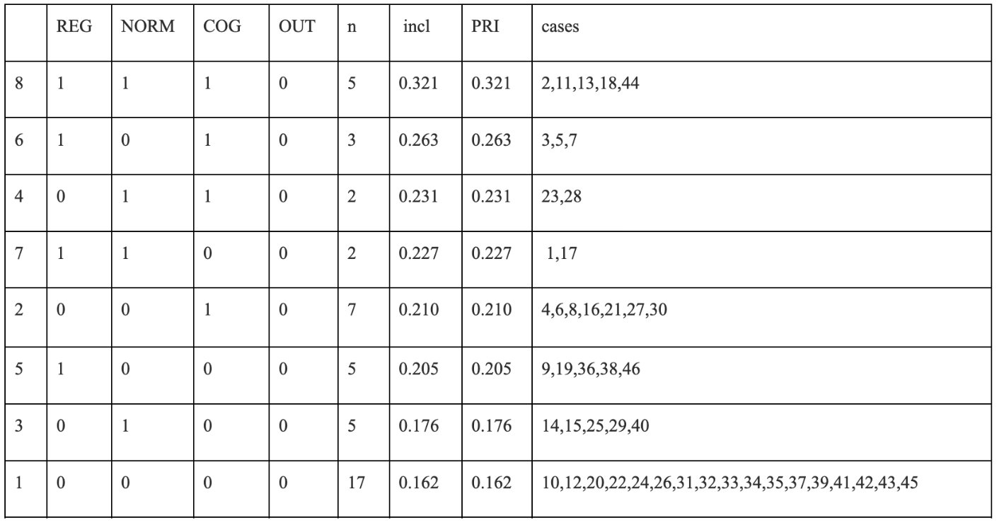 REG NORM COG OUT n incl PRI cases
8 1 1 1 0 5 0.321 0.321 2,11,13,18,44
6 1 0 1 0 3 0.263 0.263 3,5,7
4 0 1 1 0 2 0.231 0.231 23,28
7 1 1 0 0 2 0.227 0.227 1,17
2 0 0 1 0 7 0.210 0.210 4,6,8,16,21,27,30
5 1 0 0 0 5 0.205 0.205 9,19,36,38,46
3 0 1 0 0 5 0.176 0.176 14,15,25,29,40
1 0 0 0 0 17 0.162 0.162 10,12,20,22,24,26,31,32,33,34,35,37,39,41,42,43,45